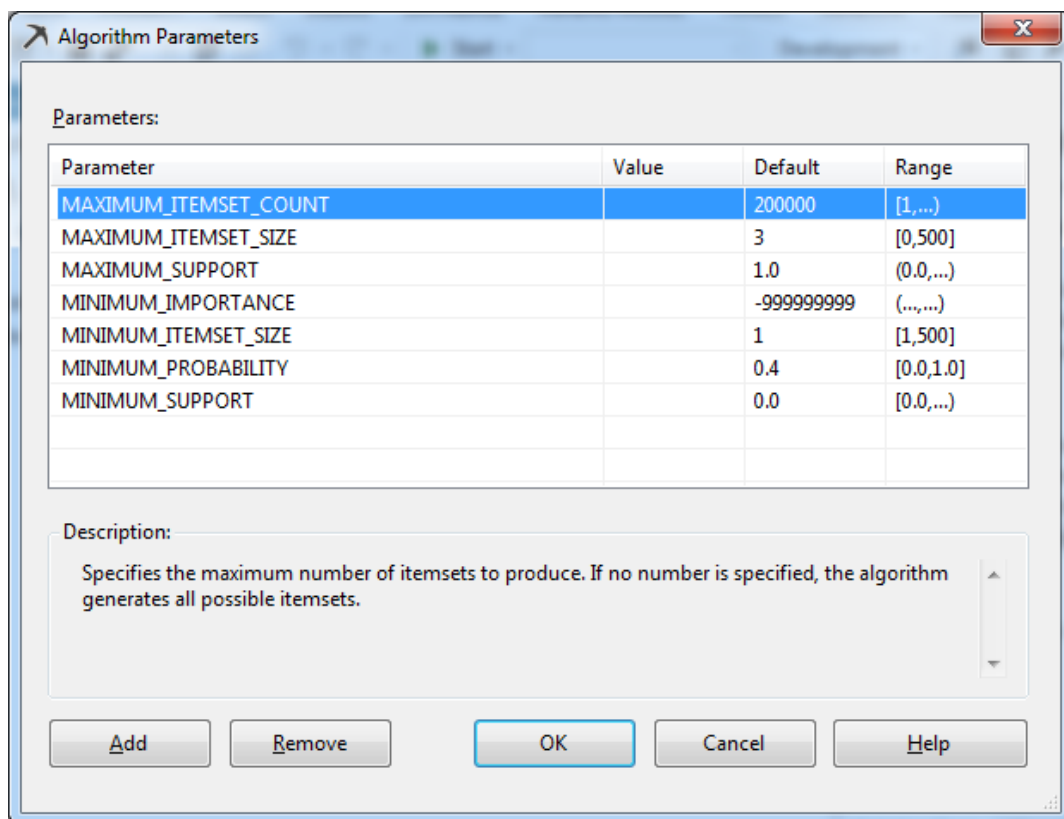 Algorithm Parameters
Start
Development
Parameters:
Parameter Value Default Range
MAXIMUM_ITEMSET_COUNT 200000 [1,...)
MAXIMUM_ITEMSET_SIZE 3 [0,500]
MAXIMUM_SUPPORT 1.0 (0.0,...)
MINIMUM_IMPORTANCE -999999999 (...,...)
MINIMUM_ITEMSET_SIZE 1 [1,500]
MINIMUM_PROBABILITY 0.4 [0.0,1.0]
MINIMUM_SUPPORT 0.0 [0.0,...)
Description:
Specifies the maximum number of itemsets to produce. If no number is specified, the algorithm
generates all possible itemsets.
Add Remove OK Cancel Help